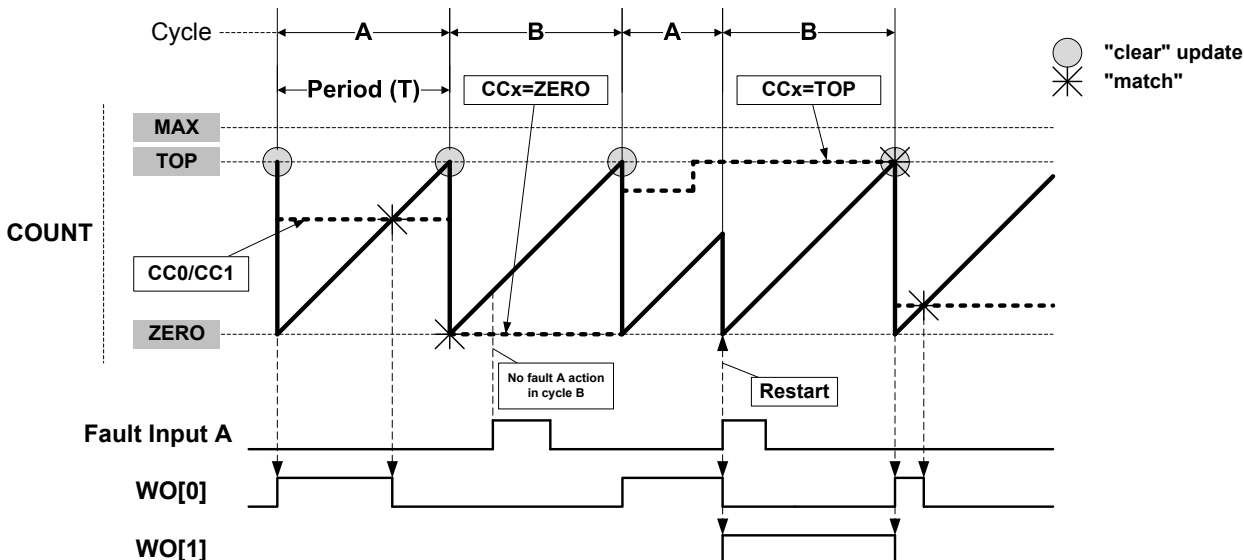 Cycle
A
B
A
B
"clear" update
"match"
Period (T)
CCx=ZERO
CCx=TOP
MAX
TOP
COUNT
CC0/CC1
ZERO
No fault A action
in cycle B
Restart
Fault Input A
WO[0]
WO[1]